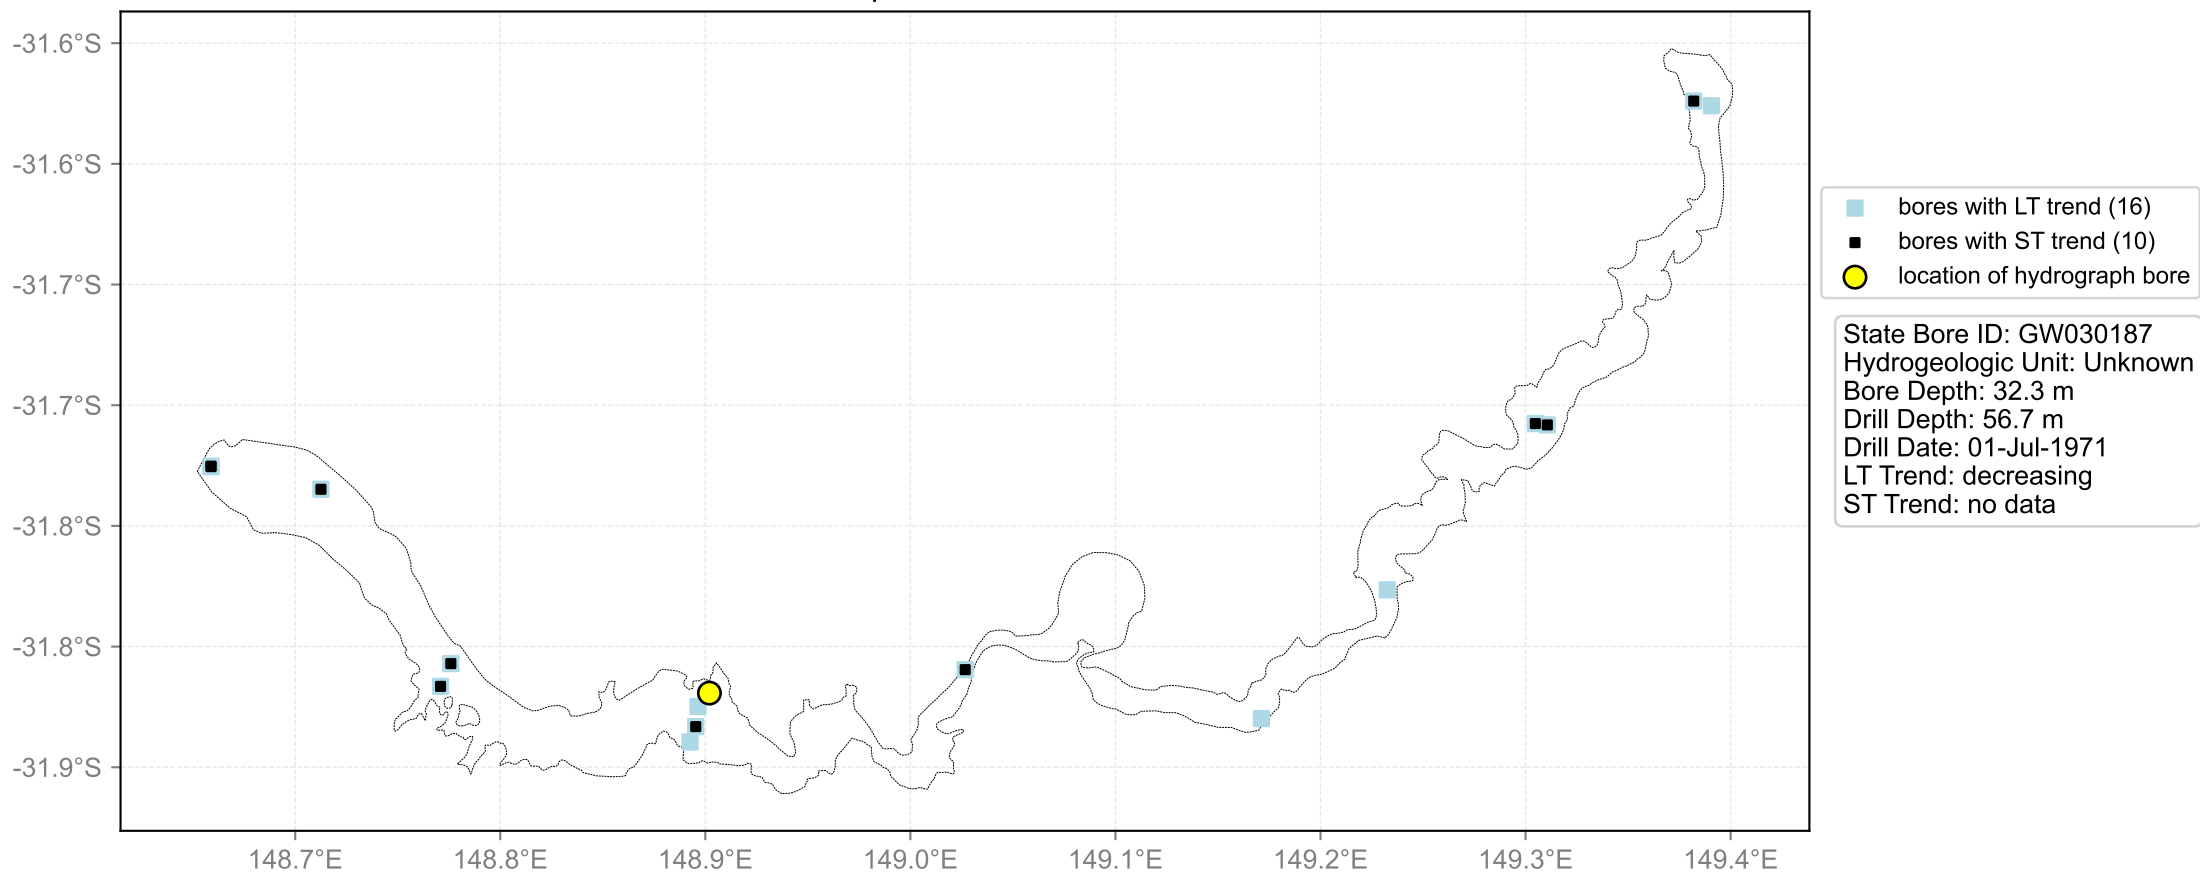 -31.6°S
-31.6°S
-31.7°S
-31.7°S
-31.8°S
-31.8°S
-31.9°S
148.7°E
148.8°E
148.9°E
149.0°E
149.1°E
149.2°E
149.3°E
149.4°E
bores with LT trend (16)
bores with ST trend (10)
location of hydrograph bore
State Bore ID: GW030187
Hydrogeologic Unit: Unknown
Bore Depth: 32.3 m
Drill Depth: 56.7 m
Drill Date: 01-Jul-1971
LT Trend: decreasing
ST Trend: no data